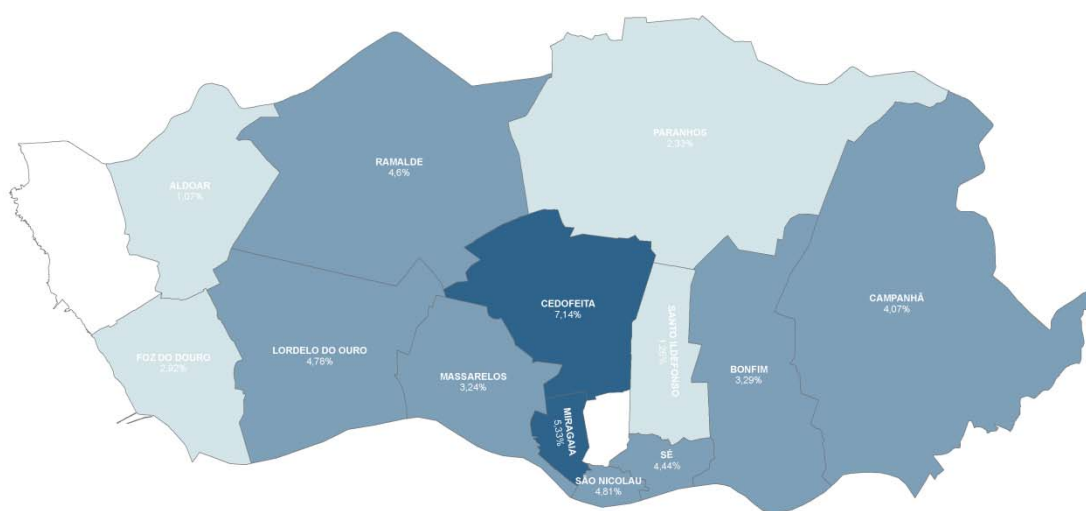 PARANHOS
2,33%
RAMALDE
4,6%
ALDOAR
1,07%
CEDOFEITA
7,14%
CAMPANHÃ
4,07%
SANTO ILDEFONSO
FOZ DO DOURO
LORDELO DO OURO
4,78%
MASSARELOS
3,24%
BONFIM
3,29%
MIRAGAIA
5,33%
SÉ
4,44%
SÃO NICOLAU
4,81%